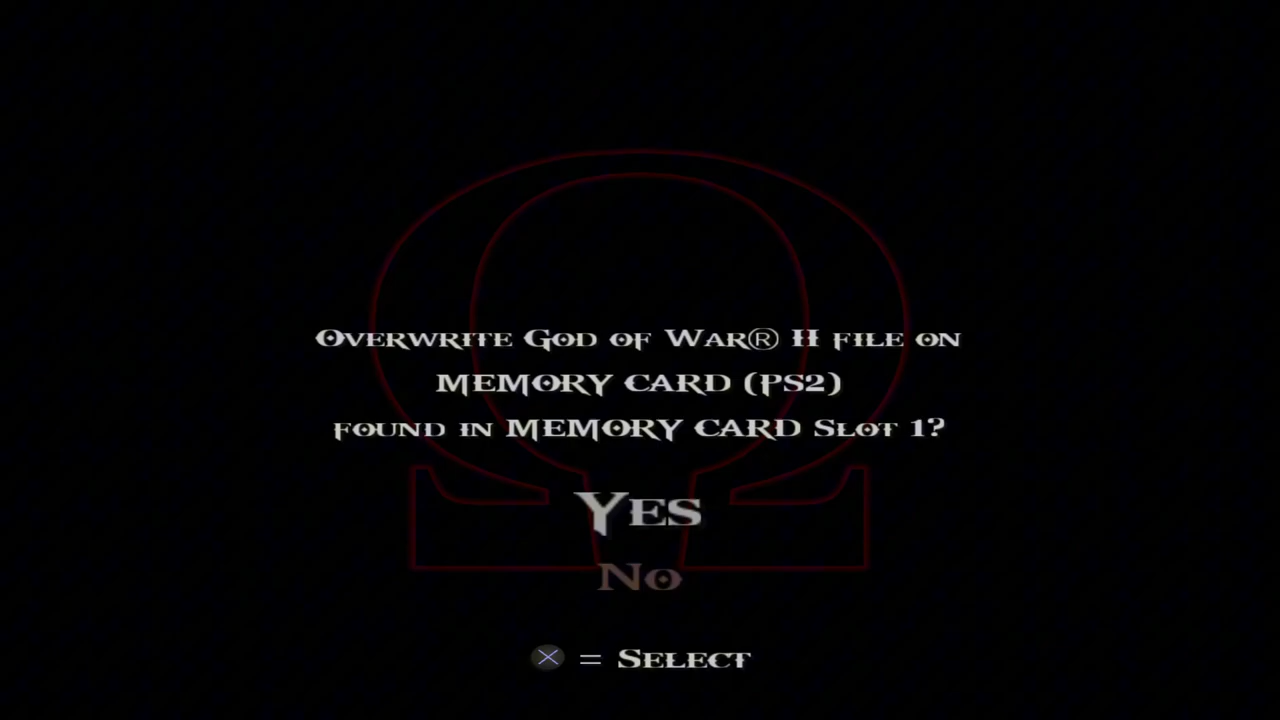 Overwrite God of War® II file on
MEMORY CARD (PS2)
found in MEMORY CARD Slot 1?
Yes
No
= Select